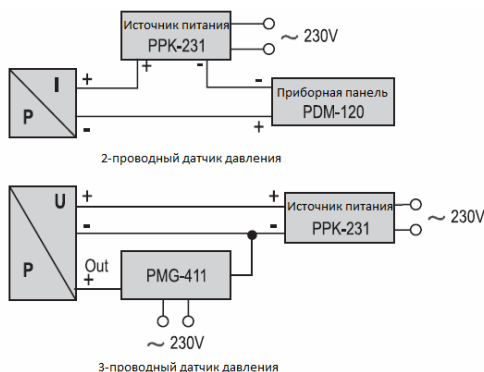 Источник питания
PPK-231
~ 230V
+
-
I
+
P
-
-
+
Приборная панель
PDM-120
2-проводный датчик давления
U
+
+
-
-
Источник питания
PPK-231
~ 230V
P
Out
+
PMG-411
~ 230V
3-проводный датчик давления